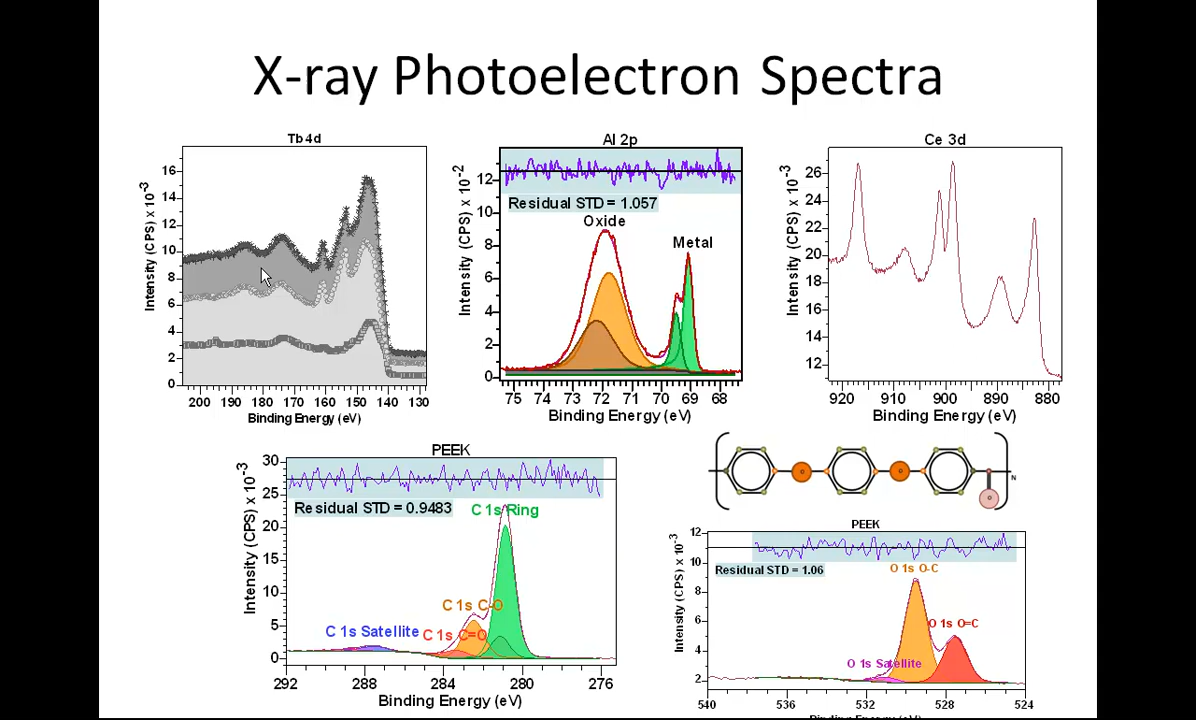 X-ray Photoelectron Spectra
Tb 4d
16
14
12
10
8
6
4
2
0
Intensity (CPS) x 10⁻³
200 190 180 170 160 150 140 130
Binding Energy (eV)
Al 2p
Residual STD = 1.057
Oxide
Metal
12
10
8
6
4
2
0
Intensity (CPS) x 10⁻²
75 74 73 72 71 70 69 68
Binding Energy (eV)
Ce 3d
26
24
22
20
18
16
14
12
Intensity (CPS) x 10⁻³
920 910 900 890 880
Binding Energy (eV)
PEEK
30
25
20
15
10
5
0
Intensity (CPS) x 10⁻³
Residual STD = 0.9483
C 1s Ring
C 1s C-O
C 1s Satellite
C 1s C=O
292 288 284 280 276
Binding Energy (eV)
N
PEEK
12
10
8
6
4
2
Intensity (CPS) x 10⁻³
Residual STD = 1.06
O 1s O-C
O 1s O=C
O 1s Satellite
540 536 532 528 524
Binding Energy (eV)